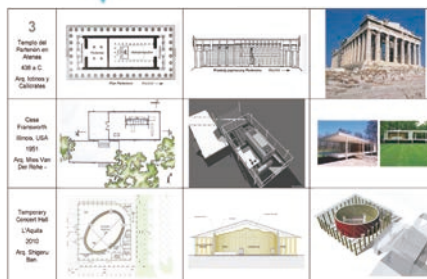 3
Templo del
Partenón en
Atenas
438 a C.
Arq. Ictinos y
Calícrates
Casa
Fransworth
Illinois, USA
1951
Arq. Mies Van
Der Rohe -
Temporary
Concert Hall
L'Aquila
2010
Arq. Shigeru
Ban.